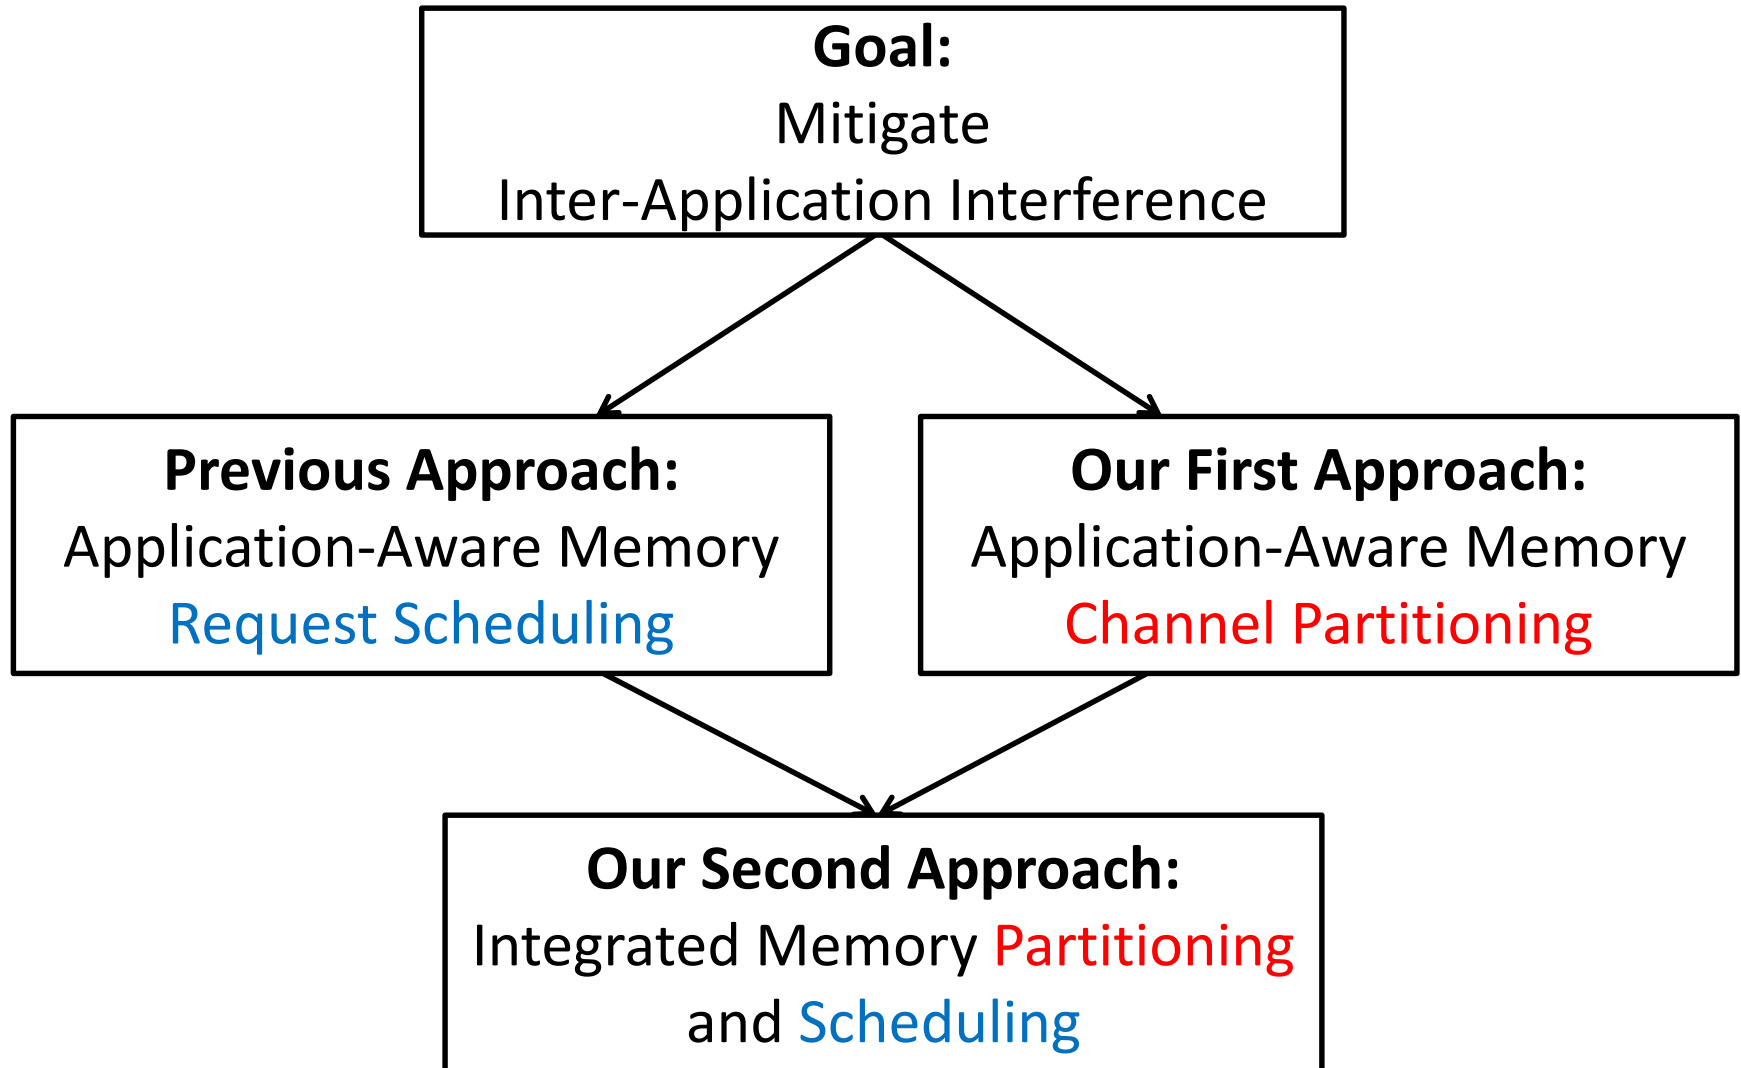 Goal:
Mitigate
Inter-Application Interference
Previous Approach:
Application-Aware Memory
Request Scheduling
Our First Approach:
Application-Aware Memory
Channel Partitioning
Our Second Approach:
Integrated Memory Partitioning
and Scheduling